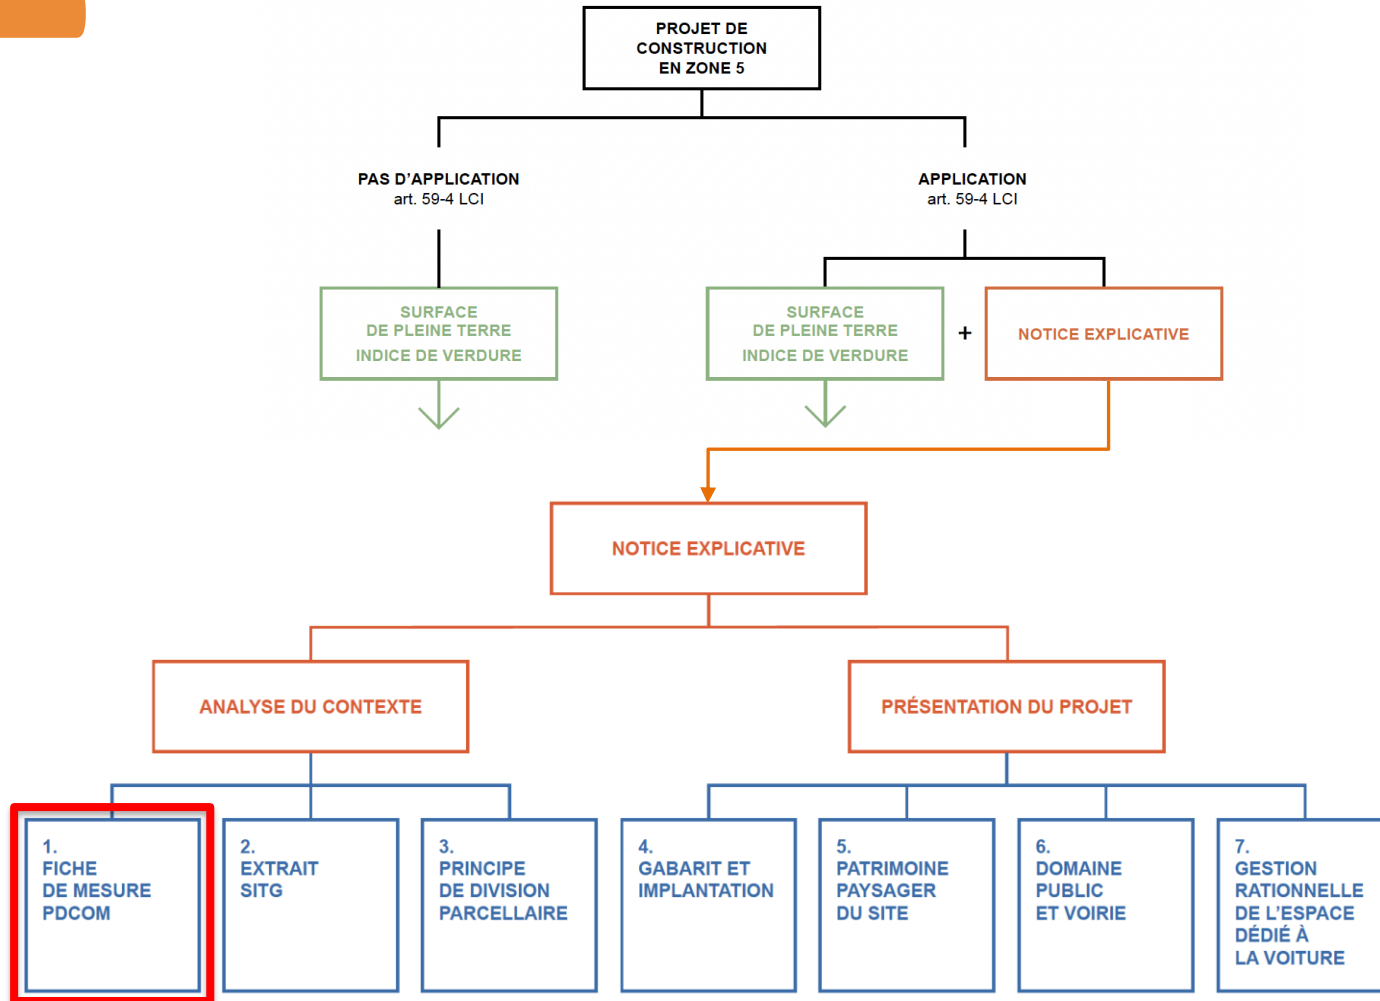 PROJET DE
CONSTRUCTION
EN ZONE 5
PAS D'APPLICATION
art. 59-4 LCI
APPLICATION
art. 59-4 LCI
SURFACE
DE PLEINE TERRE
INDICE DE VERDURE
SURFACE
DE PLEINE TERRE
INDICE DE VERDURE
+
NOTICE EXPLICATIVE
NOTICE EXPLICATIVE
ANALYSE DU CONTEXTE
PRÉSENTATION DU PROJET
1.
FICHE
DE MESURE
PDCOM
2.
EXTRAIT
SITG
3.
PRINCIPE
DE DIVISION
PARCELLAIRE
4.
GABARIT ET
IMPLANTATION
5.
PATRIMOINE
PAYSAGER
DU SITE
6.
DOMAINE
PUBLIC
ET VOIRIE
7.
GESTION
RATIONNELLE
DE L'ESPACE
DÉDIÉ À
LA VOITURE